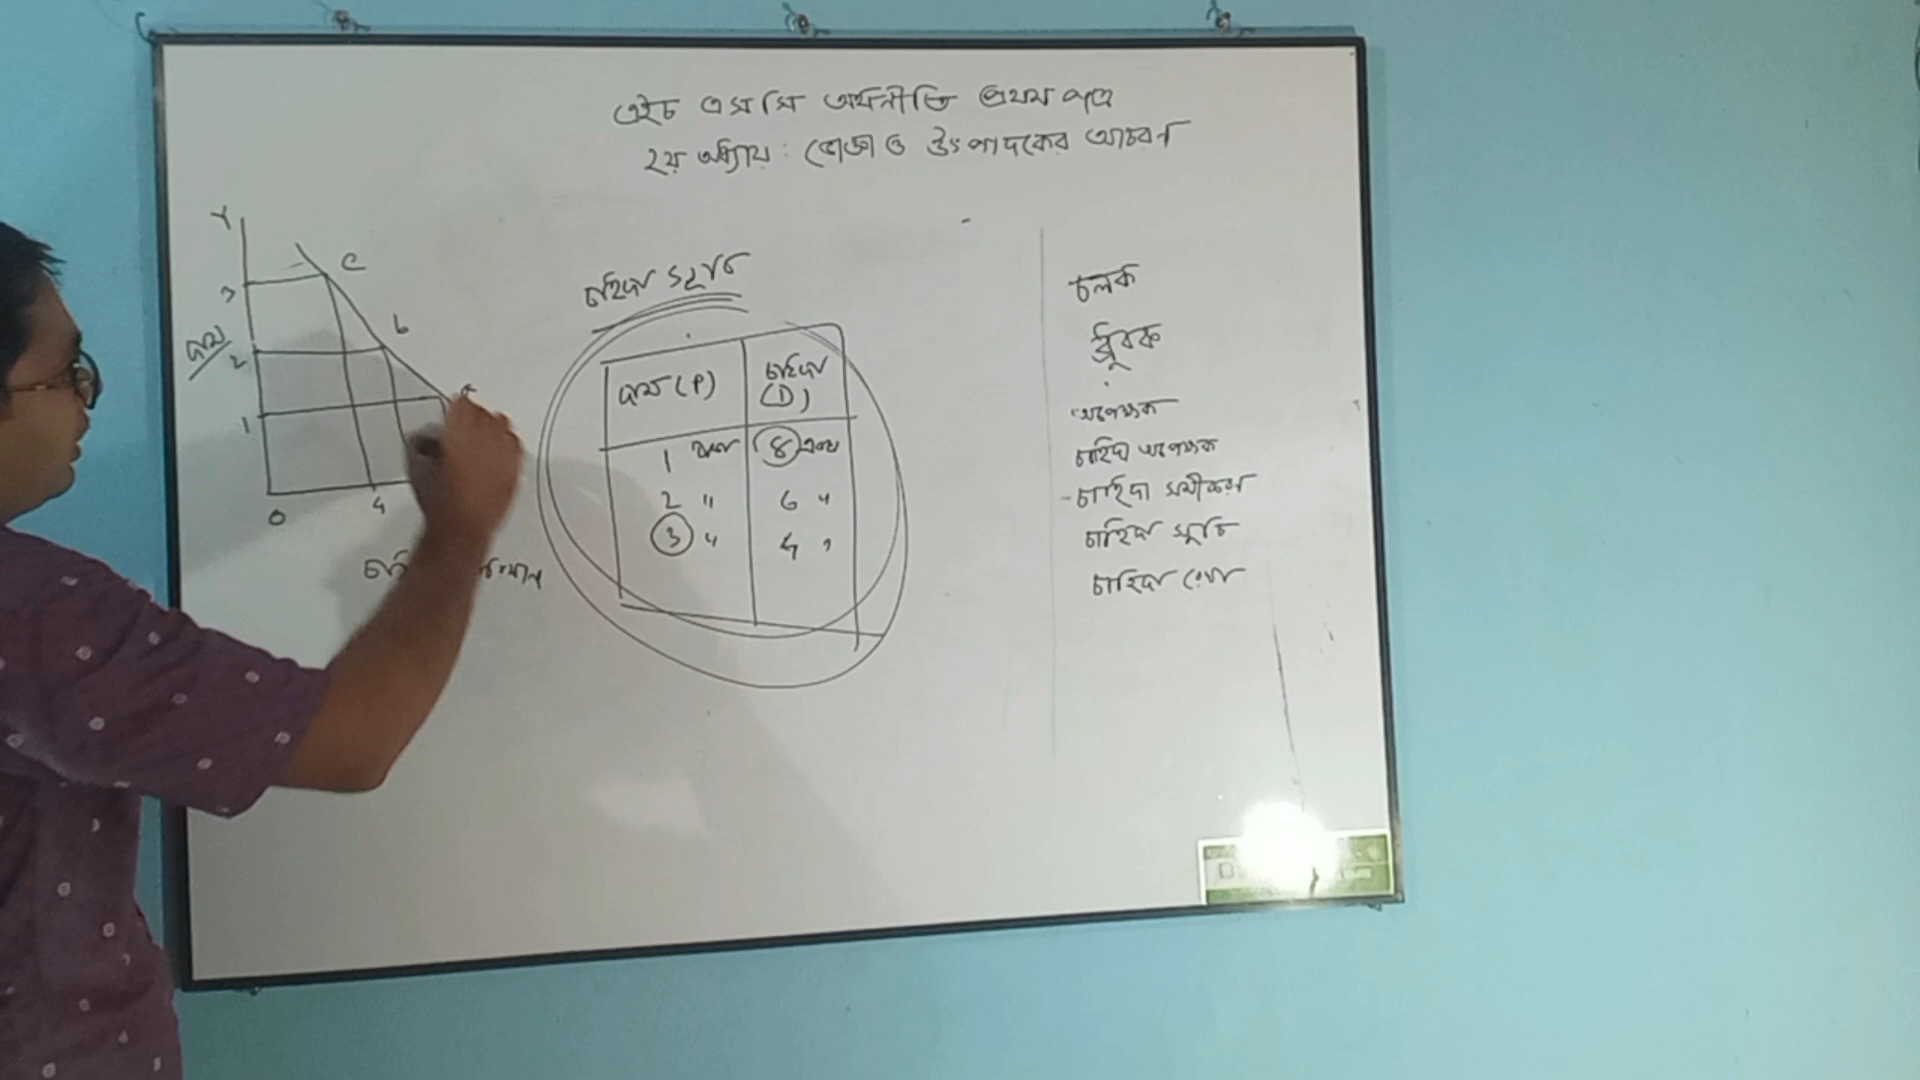 এইচ এস সি অর্থনীতি প্রথম পত্র
২য় অধ্যায় : ভোক্তা ও উৎপাদকের আচরণ
Y
c
3
b
দাম
2
a
1
0
4
চাহিদা সূচি
দাম (P) চাহিদা (D)
1 টাকা ৪ একক
2 " 6 "
3 " 4 "
চলক
ধ্রুবক
অপেক্ষক
চাহিদা অপেক্ষক
চাহিদা সমীকরণ
চাহিদা সূচি
চাহিদা রেখা